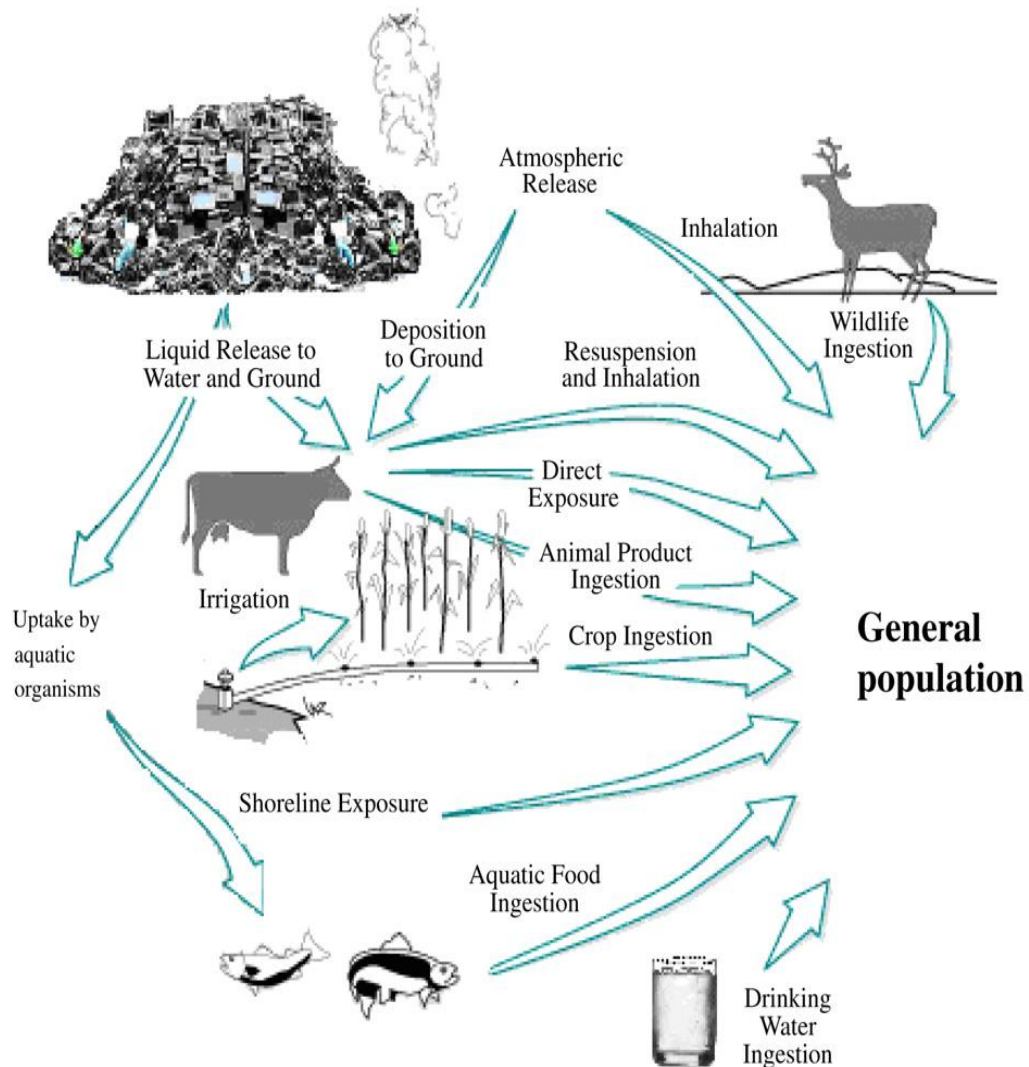 Atmospheric
Release
Inhalation
Wildlife
Ingestion
Liquid Release to
Water and Ground
Deposition
to Ground
Resuspension
and Inhalation
Direct
Exposure
Animal Product
Ingestion
Irrigation
Crop Ingestion
Uptake by
aquatic
organisms
General
population
Shoreline Exposure
Aquatic Food
Ingestion
Drinking
Water
Ingestion